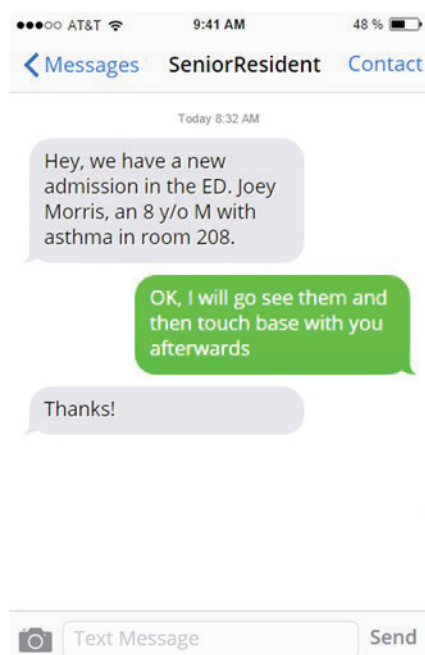 ●●●○○ AT&T 9:41 AM 48 %
Messages SeniorResident Contact
Today 8:32 AM
Hey, we have a new
admission in the ED. Joey
Morris, an 8 y/o M with
asthma in room 208.
OK, I will go see them and
then touch base with you
afterwards
Thanks!
Text Message Send